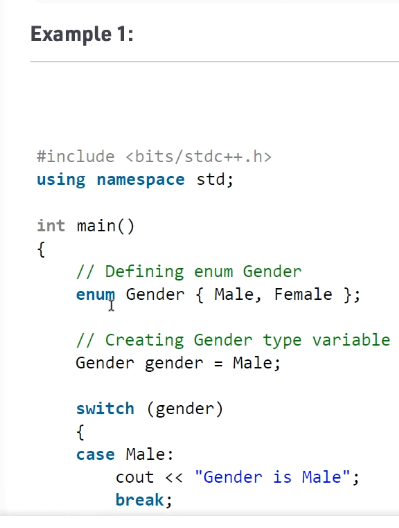 Example 1:
#include <bits/stdc++.h>
using namespace std;
int main()
{
// Defining enum Gender
enum Gender { Male, Female };
// Creating Gender type variable
Gender gender = Male;
switch (gender)
{
case Male:
cout << "Gender is Male";
break;